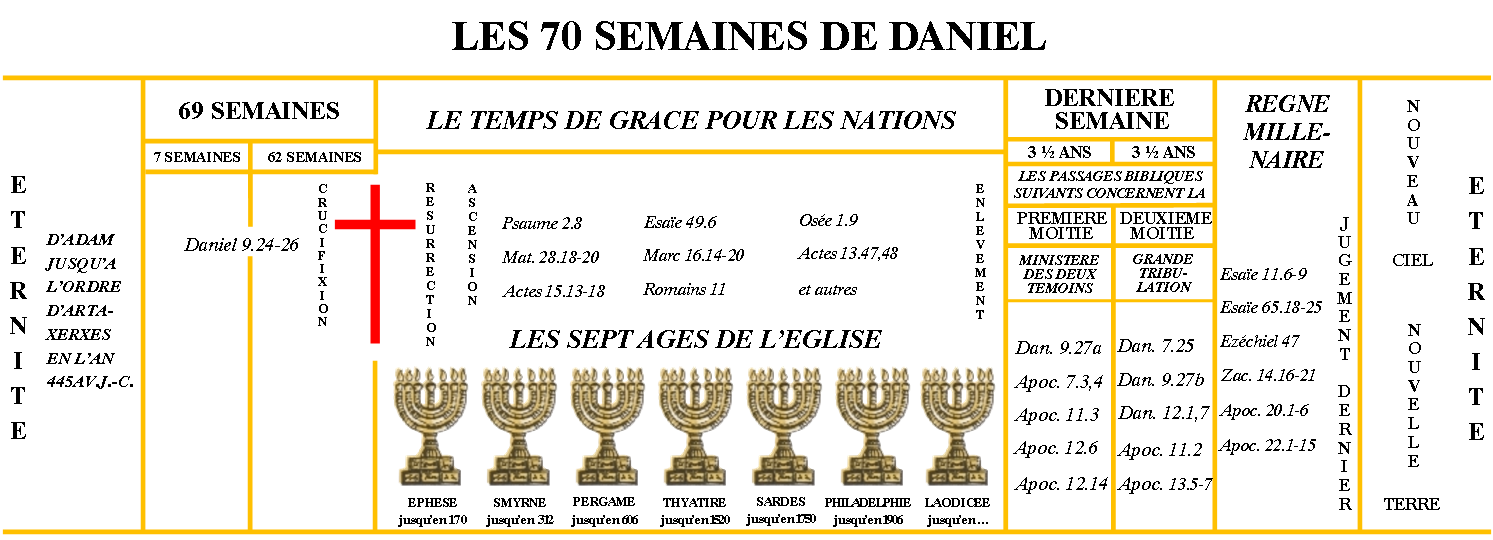 LES 70 SEMAINES DE DANIEL
ETERNITE
D'ADAM
JUSQU'A
L'ORDRE
D'ARTA-
XERXES
EN L'AN
445AV.J.-C.
69 SEMAINES
7 SEMAINES
62 SEMAINES
Daniel 9.24-26
CRUCIFIXION
LE TEMPS DE GRACE POUR LES NATIONS
RESURRECTION
ASCENSION
Psaume 2.8
Esaïe 49.6
Osée 1.9
Mat. 28.18-20
Marc 16.14-20
Actes 13.47,48
Actes 15.13-18
Romains 11
et autres
ENLEVEMENT
LES SEPT AGES DE L'EGLISE
EPHESE
jusqu'en 170
SMYRNE
jusqu'en 312
PERGAME
jusqu'en 606
THYATIRE
jusqu'en 1520
SARDES
jusqu'en 1750
PHILADELPHIE
jusqu'en 1906
LAODICEE
jusqu'en...
DERNIERE
SEMAINE
3 ½ ANS
3 ½ ANS
LES PASSAGES BIBLIQUES
SUIVANTS CONCERNENT LA
PREMIERE
MOITIE
DEUXIEME
MOITIE
MINISTERE
DES DEUX
TEMOINS
GRANDE
TRIBU-
LATION
Dan. 9.27a
Apoc. 7.3,4
Apoc. 11.3
Apoc. 12.6
Apoc. 12.14
Dan. 7.25
Dan. 9.27b
Dan. 12.1,7
Apoc. 11.2
Apoc. 13.5-7
REGNE
MILLE-
NAIRE
Esaïe 11.6-9
Esaïe 65.18-25
Ezéchiel 47
Zac. 14.16-21
Apoc. 20.1-6
Apoc. 22.1-15
JUGEMENT DERNIER
NOUVEAU
CIEL
NOUVELLE
TERRE
ETERNITE